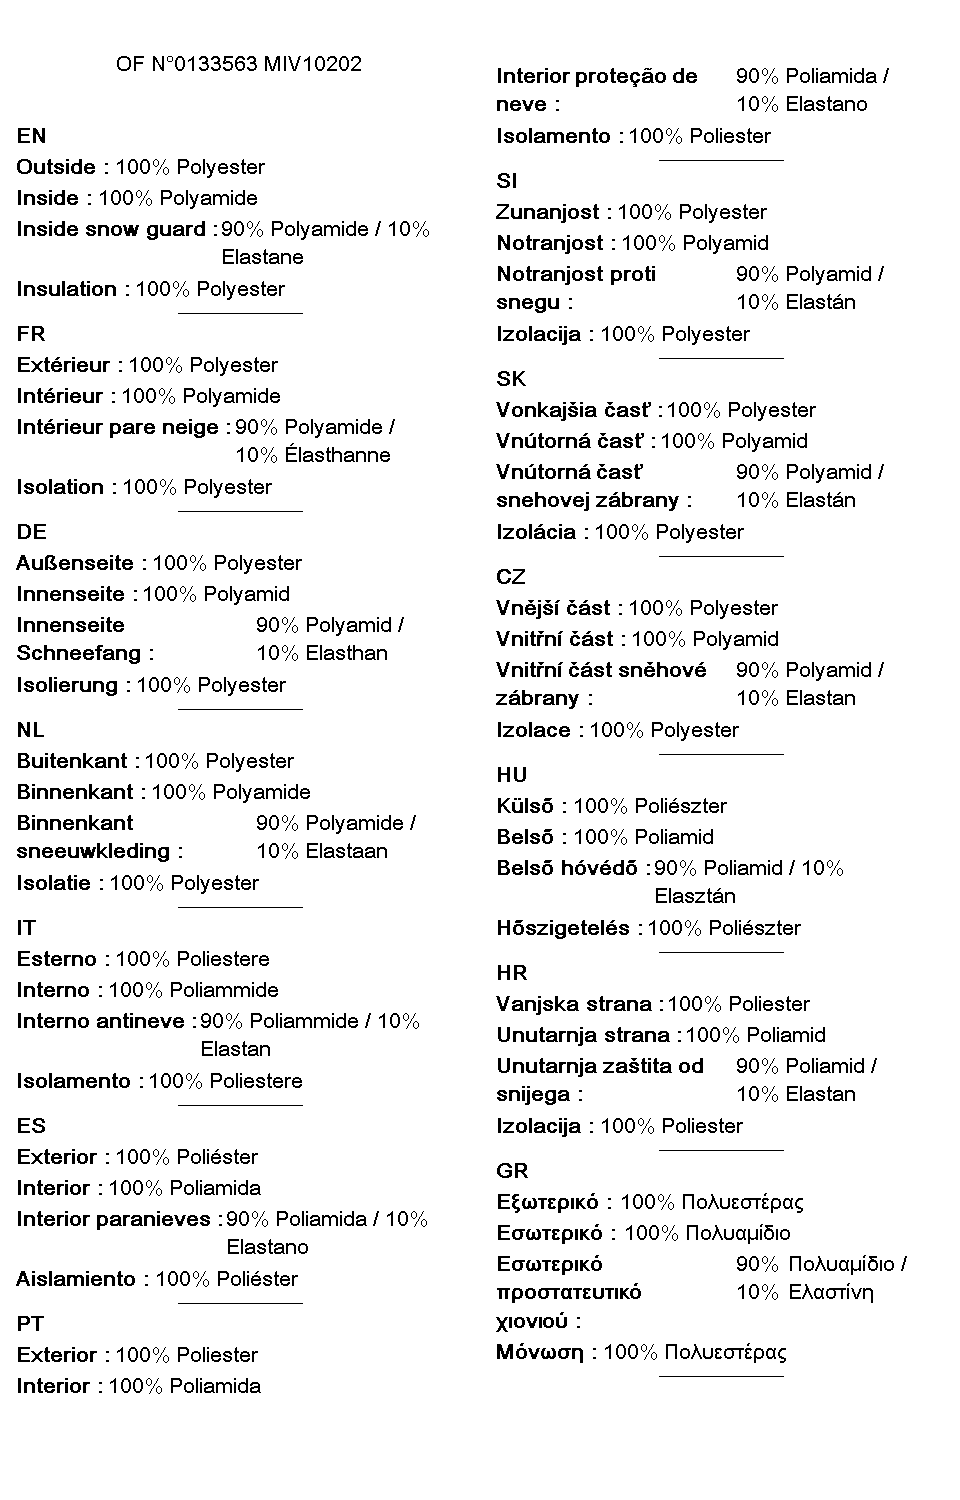 OF N°0133563 MIV10202
EN
Outside : 100% Polyester
Inside : 100% Polyamide
Inside snow guard : 90% Polyamide / 10%
Elastane
Insulation : 100% Polyester
FR
Extérieur : 100% Polyester
Intérieur : 100% Polyamide
Intérieur pare neige : 90% Polyamide /
10% Élasthanne
Isolation : 100% Polyester
DE
Außenseite : 100% Polyester
Innenseite : 100% Polyamid
Innenseite 90% Polyamid /
Schneefang : 10% Elasthan
Isolierung : 100% Polyester
NL
Buitenkant : 100% Polyester
Binnenkant : 100% Polyamide
Binnenkant 90% Polyamide /
sneeuwkleding : 10% Elastaan
Isolatie : 100% Polyester
IT
Esterno : 100% Poliestere
Interno : 100% Poliammide
Interno antineve : 90% Poliammide / 10%
Elastan
Isolamento : 100% Poliestere
ES
Exterior : 100% Poliéster
Interior : 100% Poliamida
Interior paranieves : 90% Poliamida / 10%
Elastano
Aislamiento : 100% Poliéster
PT
Exterior : 100% Poliester
Interior : 100% Poliamida
Interior proteção de 90% Poliamida /
neve : 10% Elastano
Isolamento : 100% Poliester
SI
Zunanjost : 100% Polyester
Notranjost : 100% Polyamid
Notranjost proti 90% Polyamid /
snegu : 10% Elastán
Izolacija : 100% Polyester
SK
Vonkajšia časť : 100% Polyester
Vnútorná časť : 100% Polyamid
Vnútorná časť 90% Polyamid /
snehovej zábrany : 10% Elastán
Izolácia : 100% Polyester
CZ
Vnější část : 100% Polyester
Vnitřní část : 100% Polyamid
Vnitřní část sněhové 90% Polyamid /
zábrany : 10% Elastan
Izolace : 100% Polyester
HU
Külső : 100% Poliészter
Belső : 100% Poliamid
Belső hóvédő : 90% Poliamid / 10%
Elasztán
Hőszigetelés : 100% Poliészter
HR
Vanjska strana : 100% Poliester
Unutarnja strana : 100% Poliamid
Unutarnja zaštita od 90% Poliamid /
snijega : 10% Elastan
Izolacija : 100% Poliester
GR
Εξωτερικό : 100% Πολυεστέρας
Εσωτερικό : 100% Πολυαμίδιο
Εσωτερικό 90% Πολυαμίδιο /
προστατευτικό 10% Ελαστίνη
χιονιού :
Μόνωση : 100% Πολυεστέρας